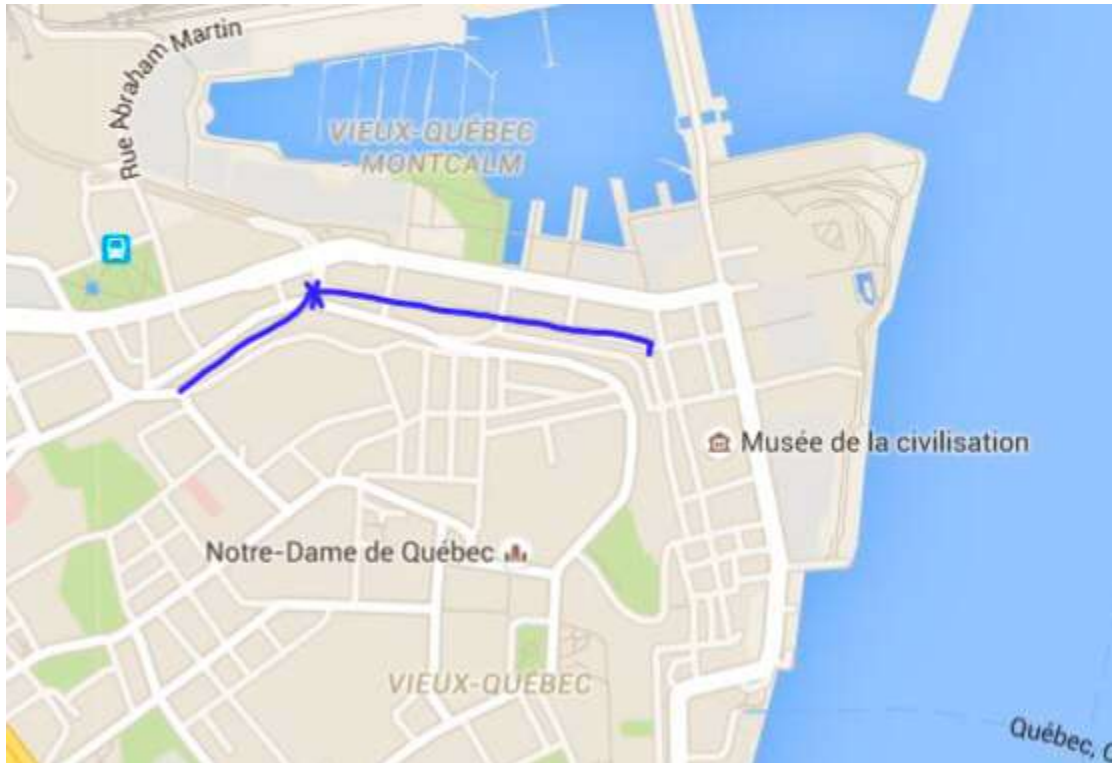 Rue Abraham Martin
VIEUX-QUÉBEC
- MONTCALM
Musée de la civilisation
Notre-Dame de Québec
VIEUX-QUÉBEC
Québec, C